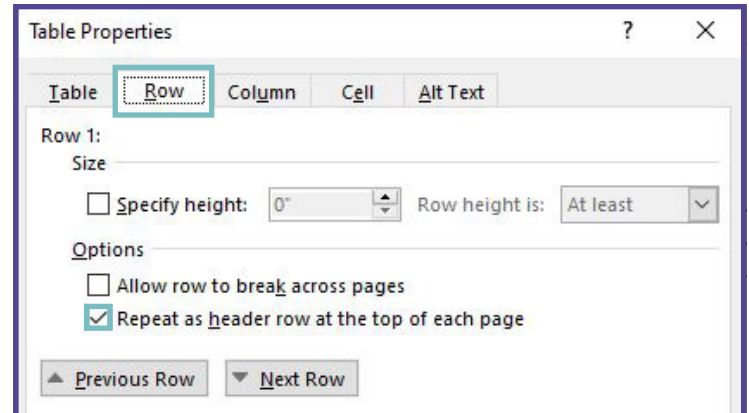 Table Properties ? ×
Table Row Column Cell Alt Text
Row 1:
Size
Specify height: 0" Row height is: At least
Options
Allow row to break across pages
Repeat as header row at the top of each page
Previous Row Next Row